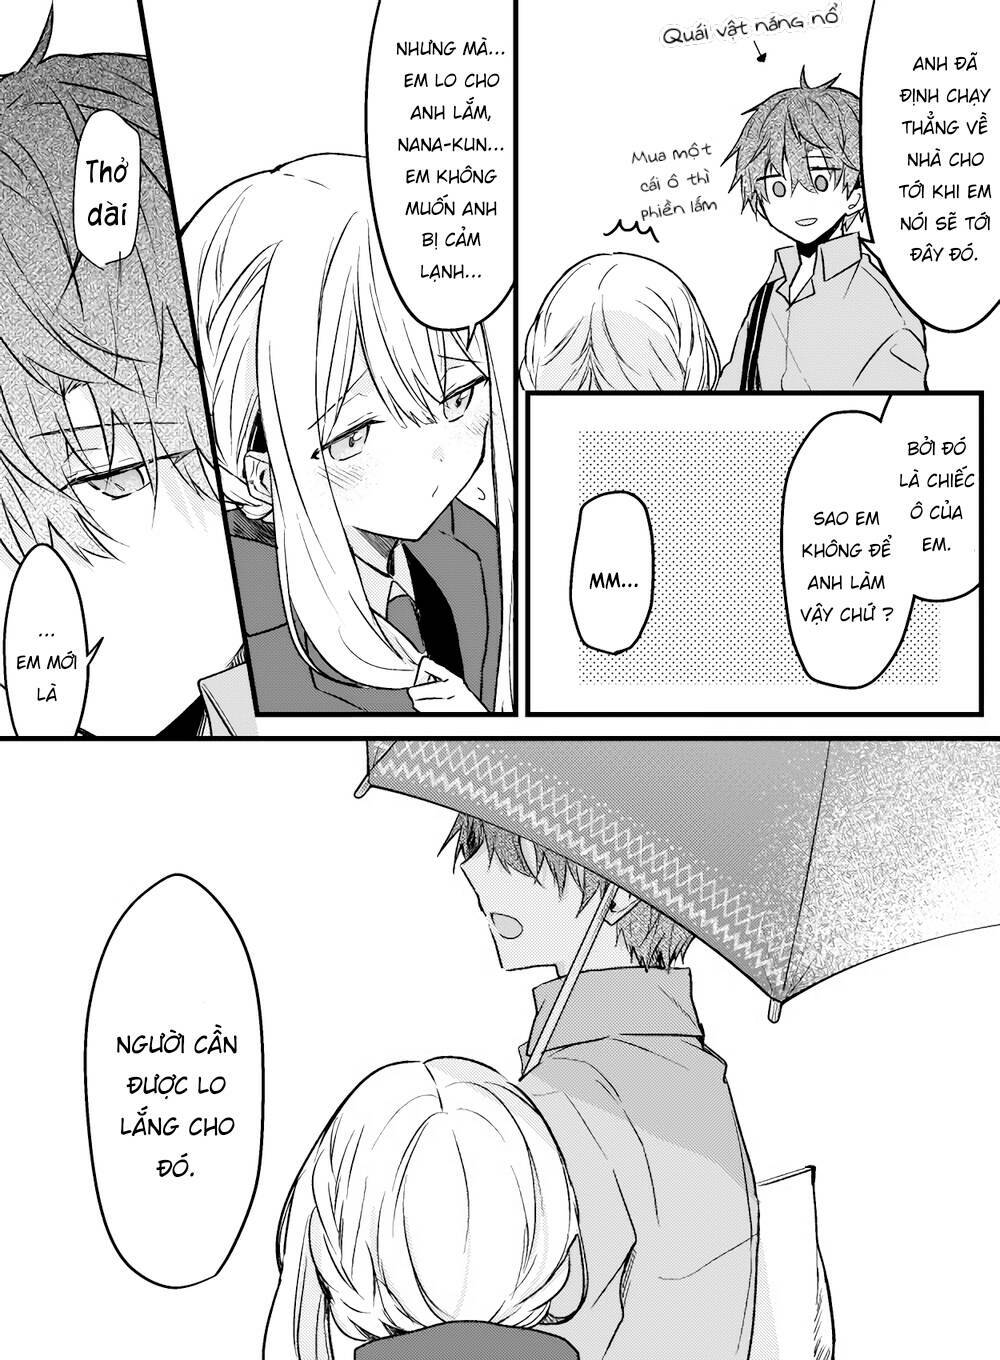 ANH ĐÃ
ĐỊNH CHẠY
THẲNG VỀ
NHÀ CHO
TỚI KHI EM
NÓI SẼ TỚI
ĐÂY ĐÓ.
Quái vật náng nổ
Mua một
cái ô thì
phiền lắm
BỞI ĐÓ
LÀ CHIẾC
Ô CỦA
EM.
SAO EM
KHÔNG ĐỂ
ANH LÀM
VẬY CHỨ ?
MM...
NHƯNG MÀ...
EM LO CHO
ANH LẮM,
NANA-KUN...
EM KHÔNG
MUỐN ANH
BỊ CẢM
LẠNH...
Thở
dài
...
EM MỚI
LÀ
NGƯỜI CẦN
ĐƯỢC LO
LẮNG CHO
ĐÓ.